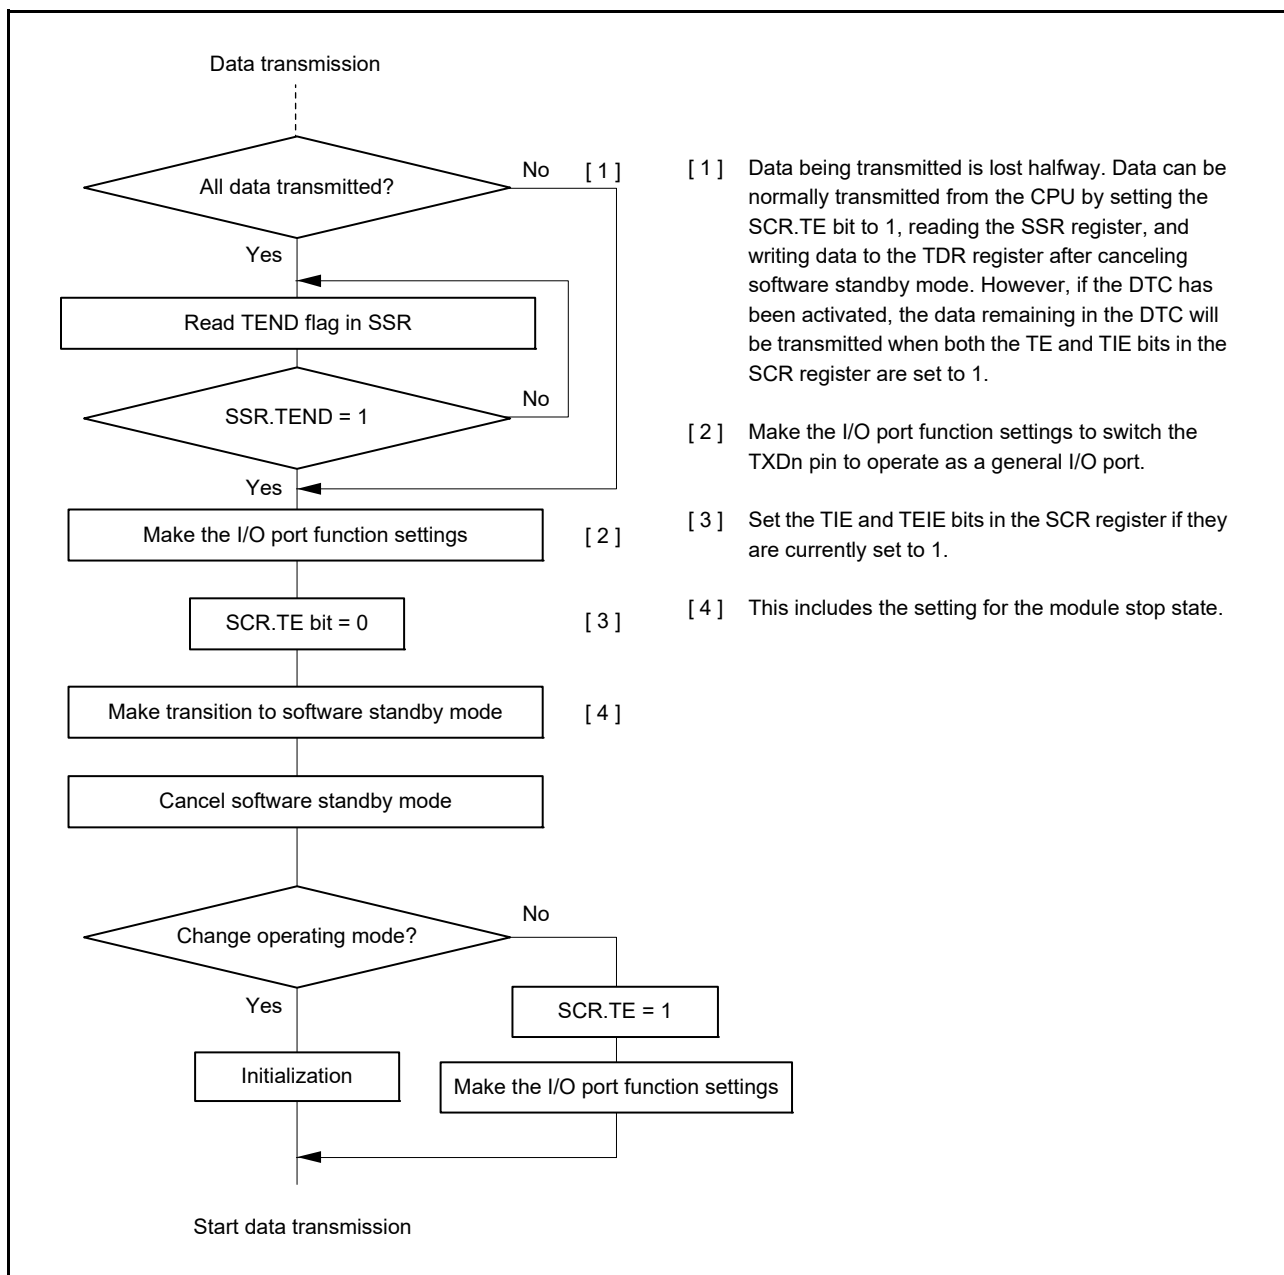 Data transmission
All data transmitted?
No
[ 1 ]
Yes
Read TEND flag in SSR
SSR.TEND = 1
No
Yes
Make the I/O port function settings
[ 2 ]
SCR.TE bit = 0
[ 3 ]
Make transition to software standby mode
[ 4 ]
Cancel software standby mode
Change operating mode?
No
Yes
SCR.TE = 1
Initialization
Make the I/O port function settings
Start data transmission
[ 1 ] Data being transmitted is lost halfway. Data can be
normally transmitted from the CPU by setting the
SCR.TE bit to 1, reading the SSR register, and
writing data to the TDR register after canceling
software standby mode. However, if the DTC has
been activated, the data remaining in the DTC will
be transmitted when both the TE and TIE bits in the
SCR register are set to 1.
[ 2 ] Make the I/O port function settings to switch the
TXDn pin to operate as a general I/O port.
[ 3 ] Set the TIE and TEIE bits in the SCR register if they
are currently set to 1.
[ 4 ] This includes the setting for the module stop state.